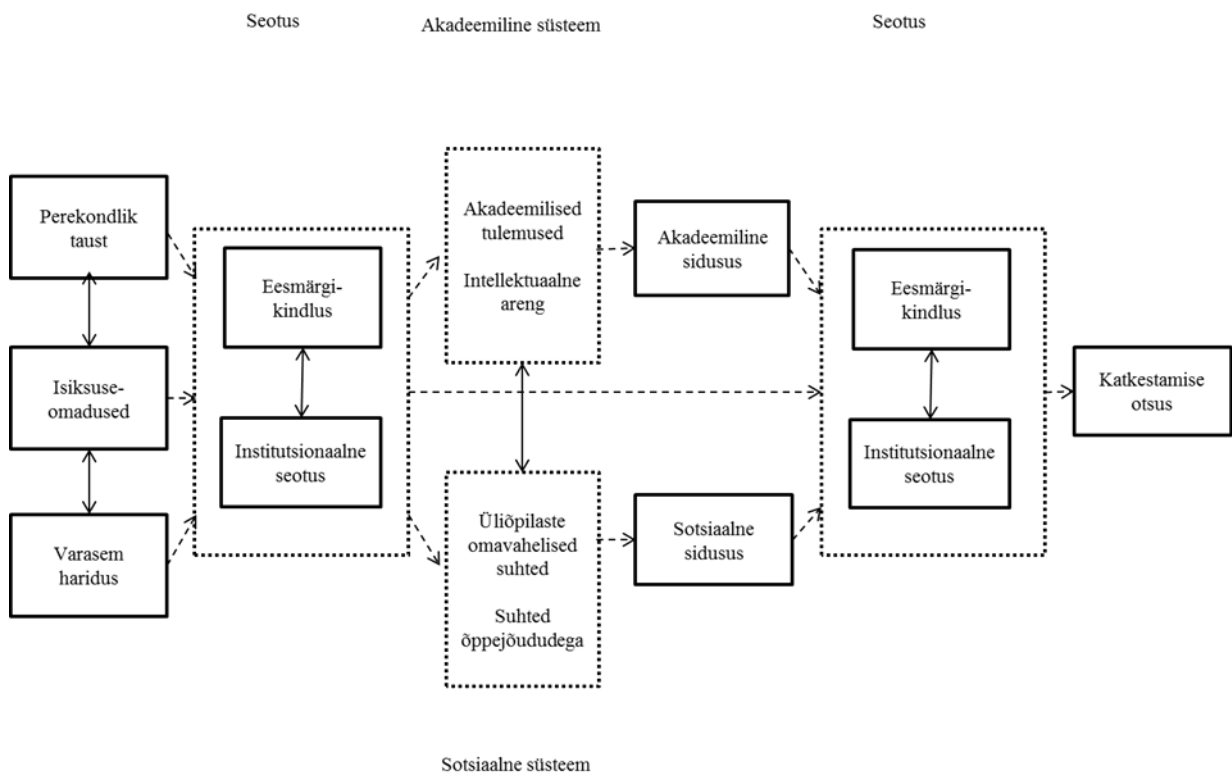 Seotus
Akadeemiline süsteem
Seotus
Perekondlik
taust
Isiksuse-
omadused
Varasem
haridus
Eesmärgi-
kindlus
Institutsionaalne
seotus
Akadeemilised
tulemused
Intellektuaalne
areng
Üliõpilaste
omavahelised
suhted
Suhted
õppejõududega
Akadeemiline
sidusus
Sotsiaalne
sidusus
Eesmärgi-
kindlus
Institutsionaalne
seotus
Katkestamise
otsus
Sotsiaalne süsteem